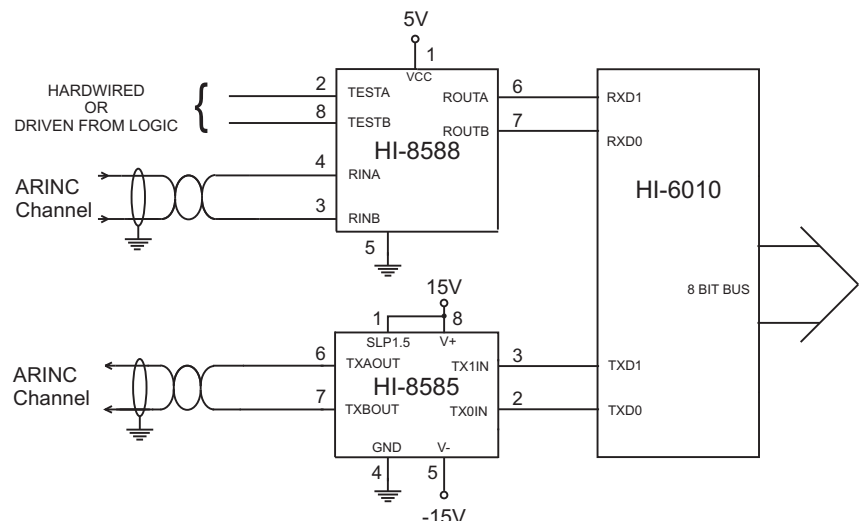 5V
1
VCC
HARDWIRED
OR
DRIVEN FROM LOGIC
{
2
TESTA
8
TESTB
ROUTA
6
ROUTB
7
HI-8588
ARINC
Channel
4
RINA
3
RINB
5
RXD1
RXD0
HI-6010
8 BIT BUS
TXD1
TXD0
15V
1
8
SLP1.5
V+
ARINC
Channel
6
TXAOUT
7
TXBOUT
TX1IN
3
TX0IN
2
HI-8585
GND
V-
4
5
-15V